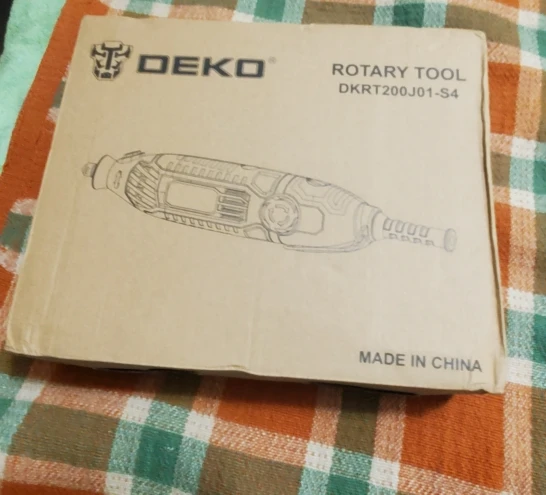 DEKO®
ROTARY TOOL
DKRT200J01-S4
MADE IN CHINA